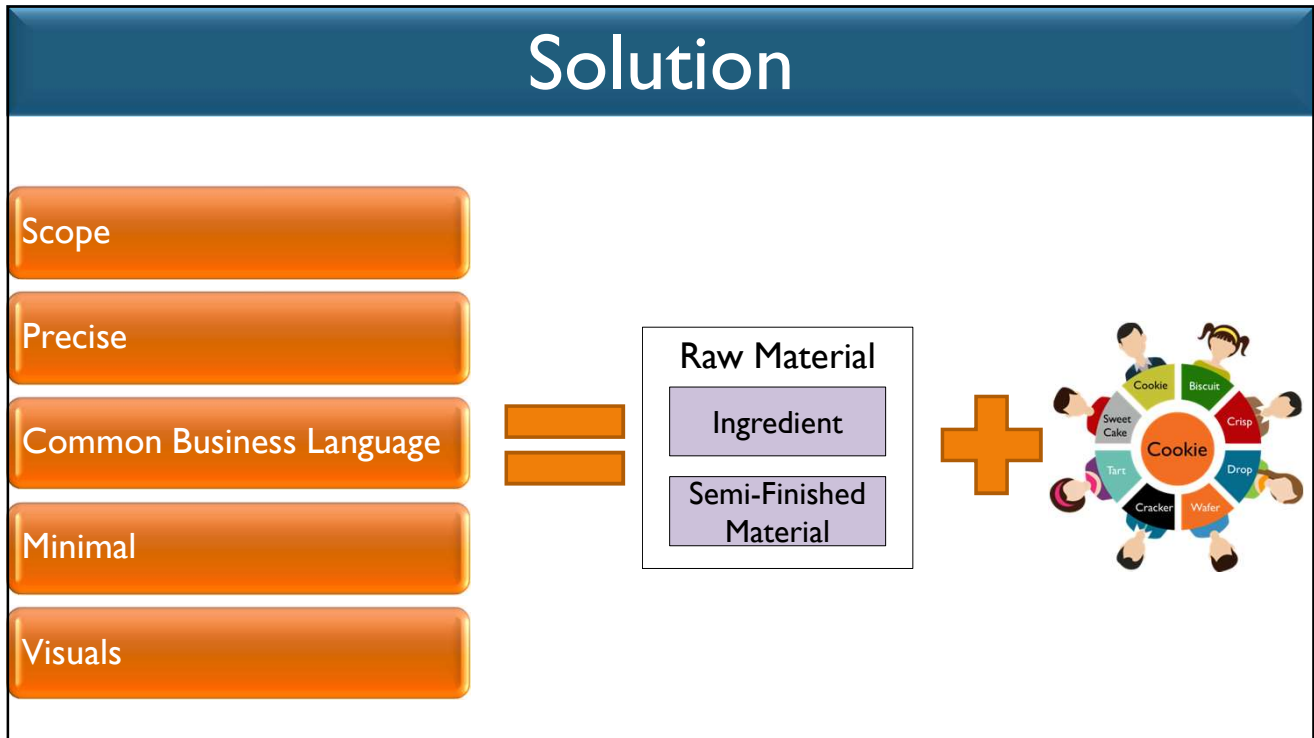 Solution
Scope
Precise
Common Business Language
Minimal
Visuals
Raw Material
Ingredient
Semi-Finished
Material
Cookie
Biscuit
Sweet
Cake
Crisp
Cookie
Tart
Drop
Cracker
Wafer